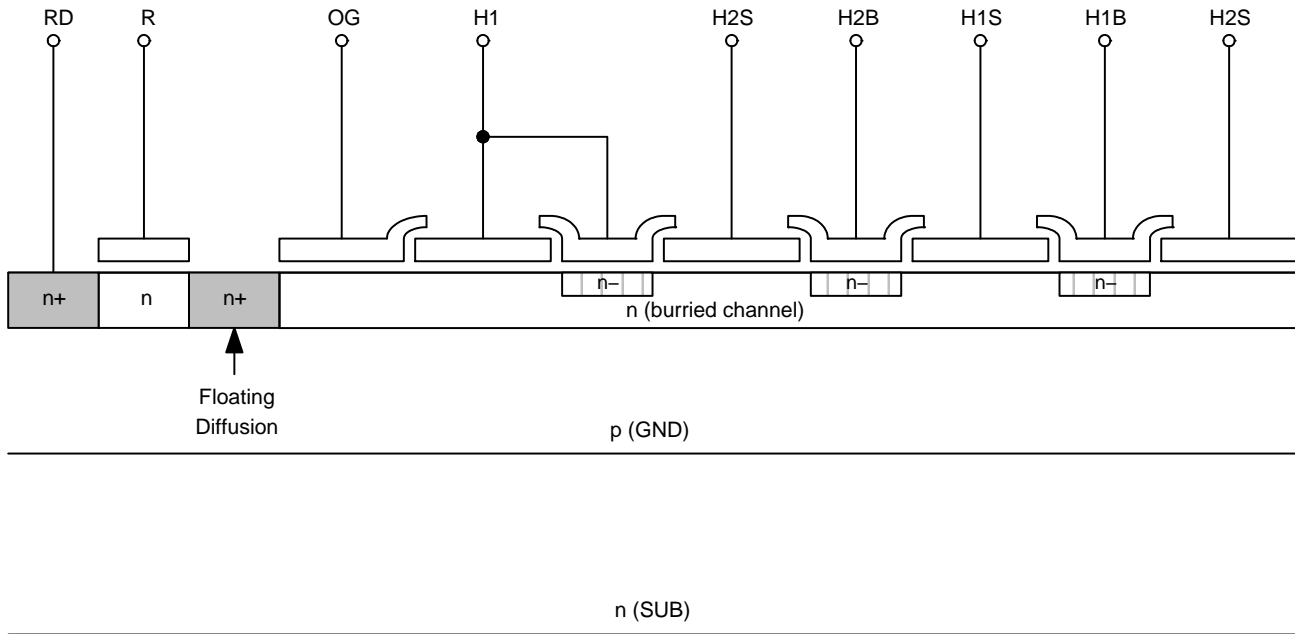 RD R OG H1 H2S H2B H1S H1B H2S
n+ n n+ n– n– n–
n (burried channel)
Floating
Diffusion
p (GND)
n (SUB)